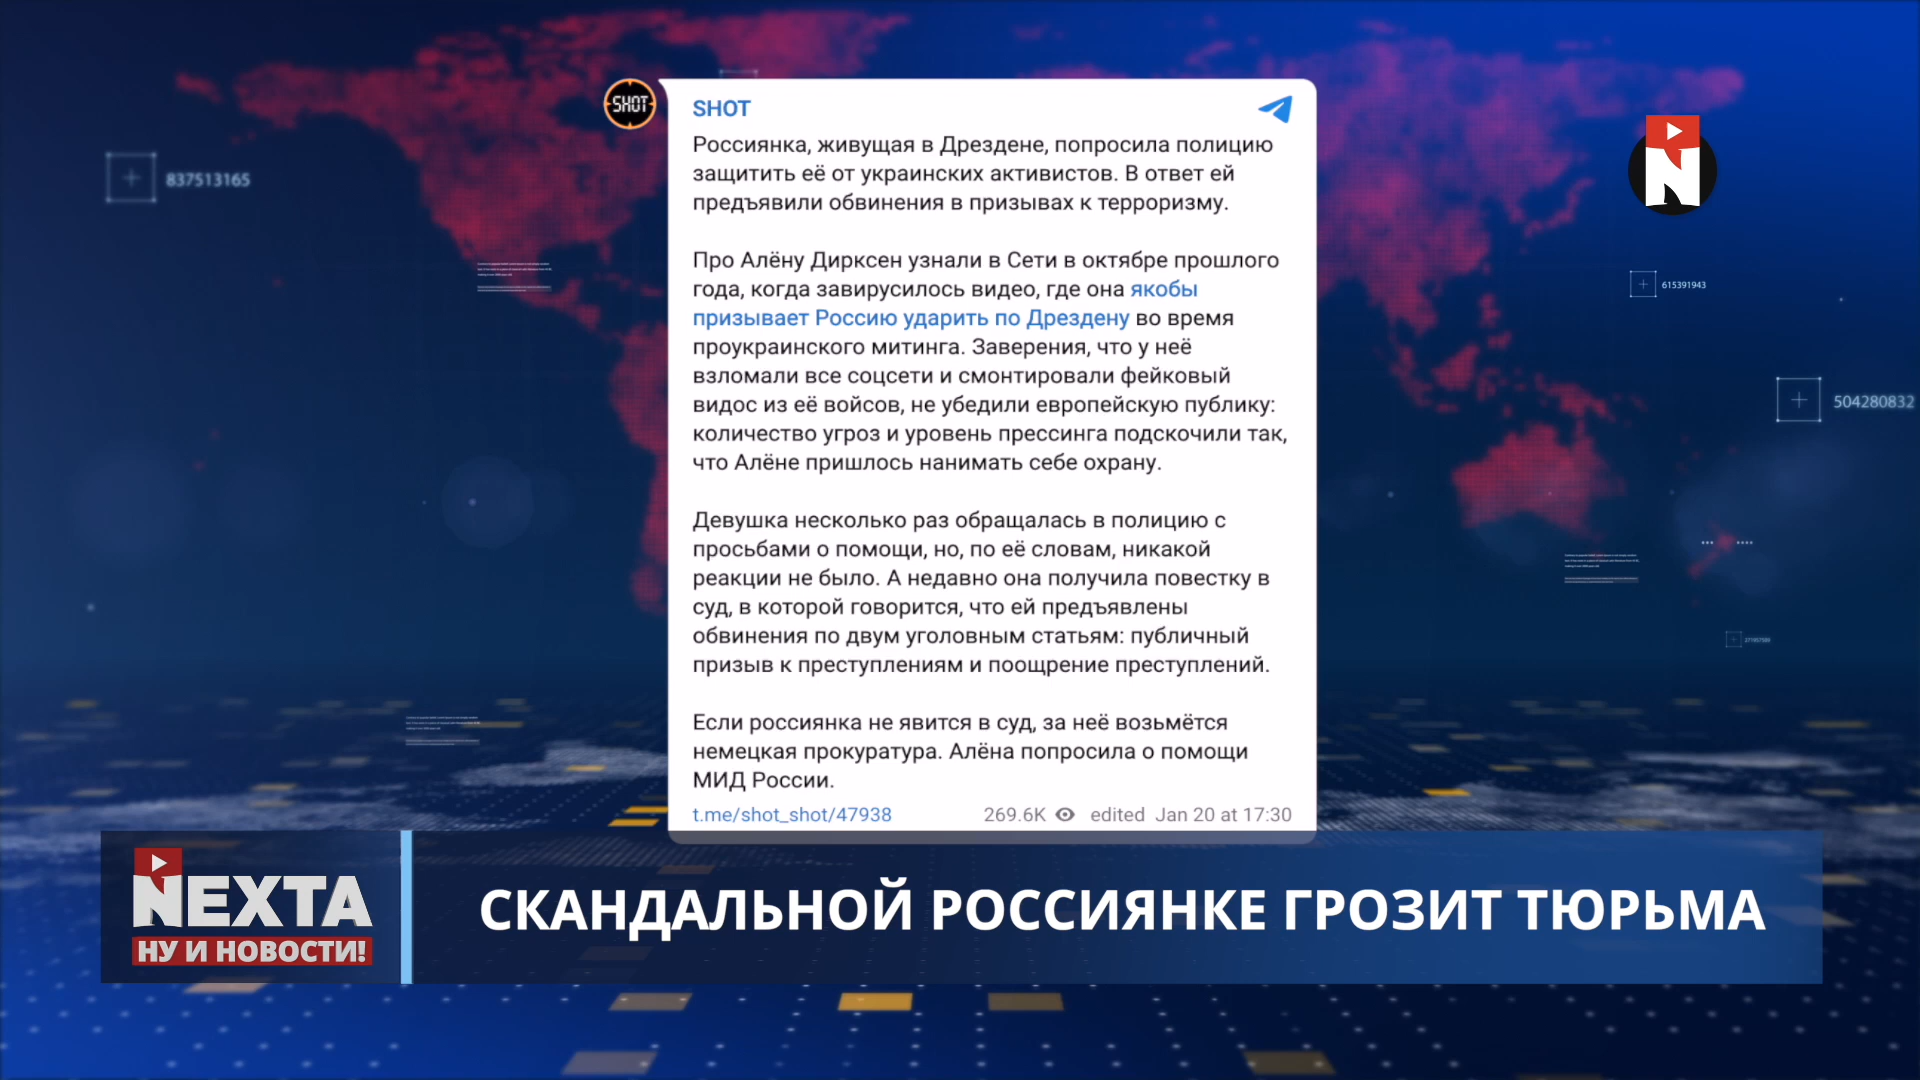 SHOT
SHOT
Россиянка, живущая в Дрездене, попросила полицию
защитить её от украинских активистов. В ответ ей
предъявили обвинения в призывах к терроризму.
Про Алёну Дирксен узнали в Сети в октябре прошлого
года, когда завирусилось видео, где она якобы
призывает Россию ударить по Дрездену во время
проукраинского митинга. Заверения, что у неё
взломали все соцсети и смонтировали фейковый
видос из её войсов, не убедили европейскую публику:
количество угроз и уровень прессинга подскочили так,
что Алёне пришлось нанимать себе охрану.
Девушка несколько раз обращалась в полицию с
просьбами о помощи, но, по её словам, никакой
реакции не было. А недавно она получила повестку в
суд, в которой говорится, что ей предъявлены
обвинения по двум уголовным статьям: публичный
призыв к преступлениям и поощрение преступлений.
Если россиянка не явится в суд, за неё возьмётся
немецкая прокуратура. Алёна попросила о помощи
МИД России.
t.me/shot_shot/47938 269.6K edited Jan 20 at 17:30
837513165
N
615391943
504280832
NEXTA
НУ И НОВОСТИ!
СКАНДАЛЬНОЙ РОССИЯНКЕ ГРОЗИТ ТЮРЬМА